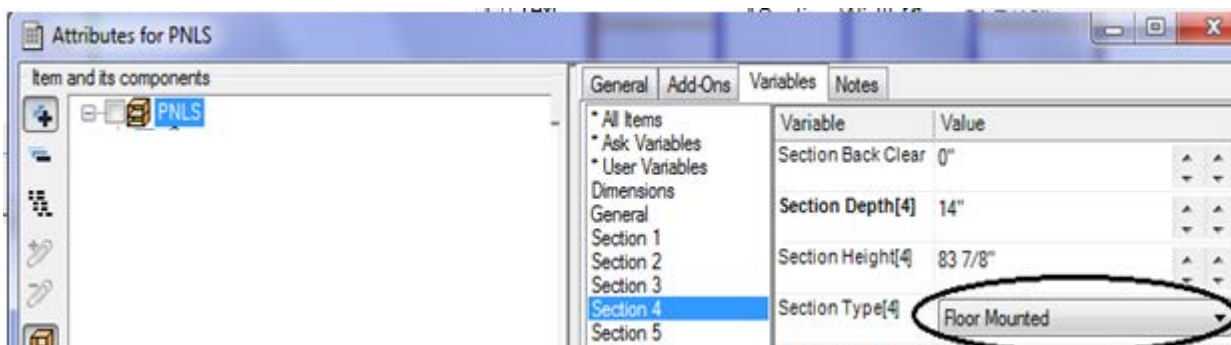 Attributes for PNLS
Item and its components
PNLS
General Add-Ons Variables Notes
* All Items
* Ask Variables
* User Variables
Dimensions
General
Section 1
Section 2
Section 3
Section 4
Section 5
Variable Value
Section Back Clear 0"
Section Depth[4] 14"
Section Height[4] 83 7/8"
Section Type[4] Floor Mounted